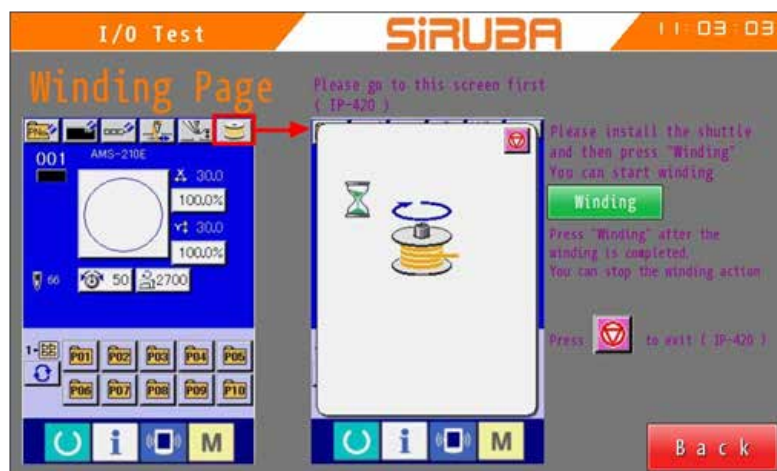 I/O Test
SiRUBA
11:03:03
Winding Page
Please go to this screen first
( IP-420 )
PNo.
001
AMS-210E
X 30.0
100.0%
Y 30.0
100.0%
66
50
2700
1-
P01 P02 P03 P04 P05
P06 P07 P08 P09 P10
i
M
i
M
Please install the shuttle
and then press "Winding"
You can start winding
Winding
Press "Winding" after the
winding is completed.
You can stop the winding action
Press to exit ( IP-420 )
Back